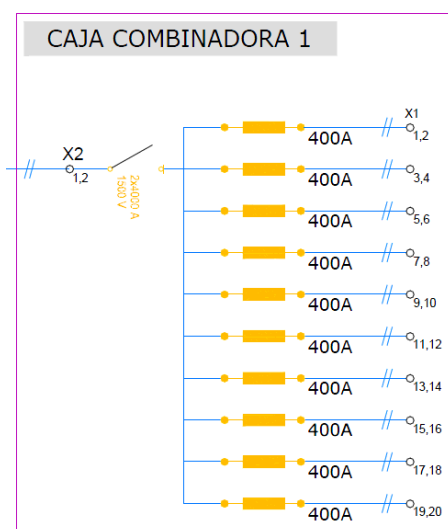 CAJA COMBINADORA 1
X1
400A
1,2
X2
1,2
2x4000 A
1500 V
400A
3,4
400A
5,6
400A
7,8
400A
9,10
400A
11,12
400A
13,14
400A
15,16
400A
17,18
400A
19,20